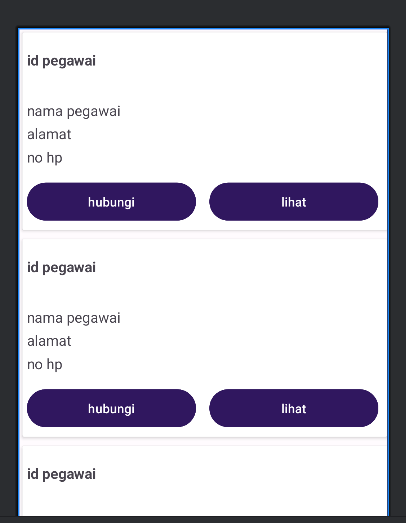 id pegawai
nama pegawai
alamat
no hp
hubungi lihat
id pegawai
nama pegawai
alamat
no hp
hubungi lihat
id pegawai